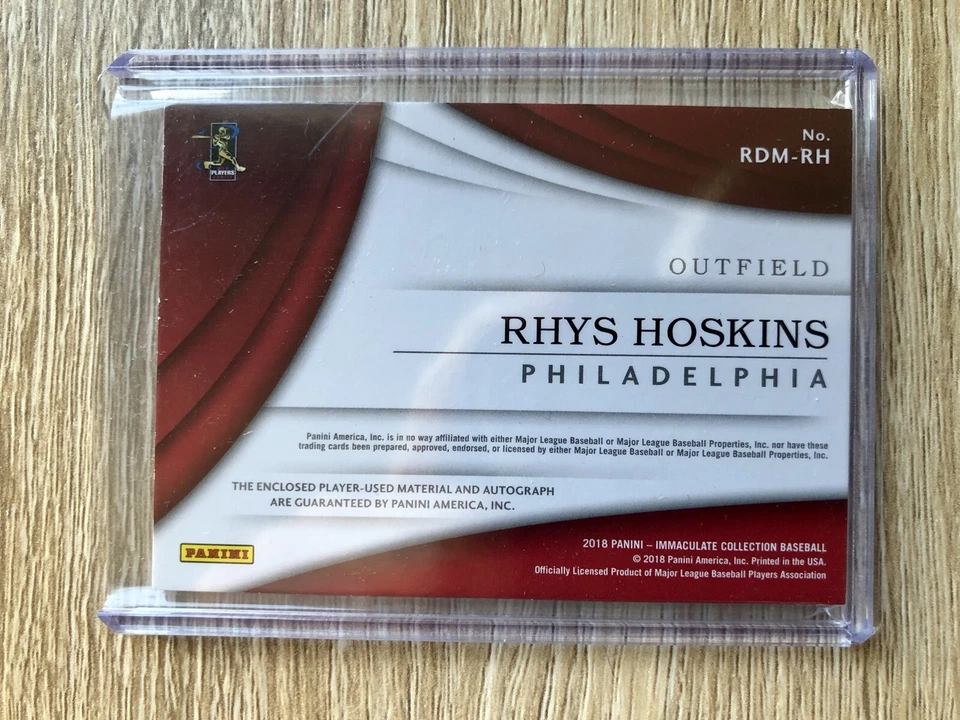 PLAYERS
No.
RDM-RH
OUTFIELD
RHYS HOSKINS
PHILADELPHIA
Panini America, Inc. is in no way affiliated with either Major League Baseball or Major League Baseball Properties, Inc. nor have these
trading cards been prepared, approved, endorsed, or licensed by either Major League Baseball or Major League Baseball Properties, Inc.
THE ENCLOSED PLAYER-USED MATERIAL AND AUTOGRAPH
ARE GUARANTEED BY PANINI AMERICA, INC.
PANINI
2018 PANINI – IMMACULATE COLLECTION BASEBALL
© 2018 Panini America, Inc. Printed in the USA.
Officially Licensed Product of Major League Baseball Players Association